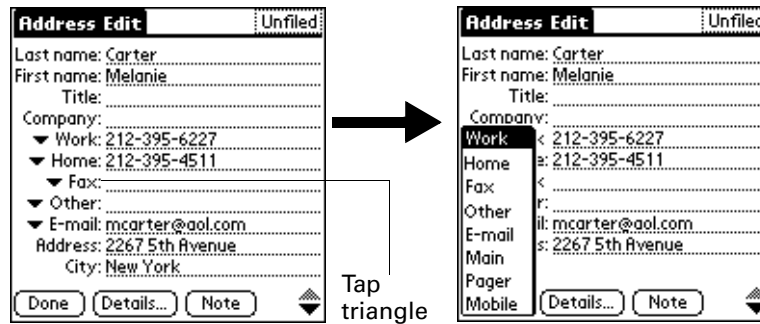 Address Edit Unfiled
Last name: Carter
First name: Melanie
Title:
Company:
Work: 212-395-6227
Home: 212-395-4511
Fax:
Other:
E-mail: mcarter@aol.com
Address: 2267 5th Avenue
City: New York
Done Details... Note
Tap
triangle
Address Edit Unfiled
Last name: Carter
First name: Melanie
Title:
Company:
Work 212-395-6227
Home e: 212-395-4511
Fax
Other r:
E-mail il: mcarter@aol.com
Main s: 2267 5th Avenue
Pager
Mobile Details... Note